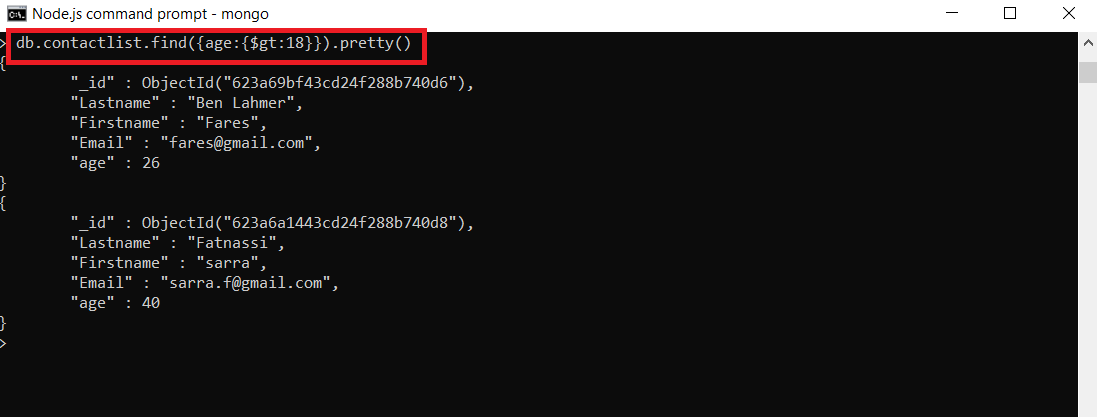 Node.js command prompt - mongo
> db.contactlist.find({age:{$gt:18}}).pretty()
{
"_id" : ObjectId("623a69bf43cd24f288b740d6"),
"Lastname" : "Ben Lahmer",
"Firstname" : "Fares",
"Email" : "fares@gmail.com",
"age" : 26
}
{
"_id" : ObjectId("623a6a1443cd24f288b740d8"),
"Lastname" : "Fatnassi",
"Firstname" : "sarra",
"Email" : "sarra.f@gmail.com",
"age" : 40
}
>